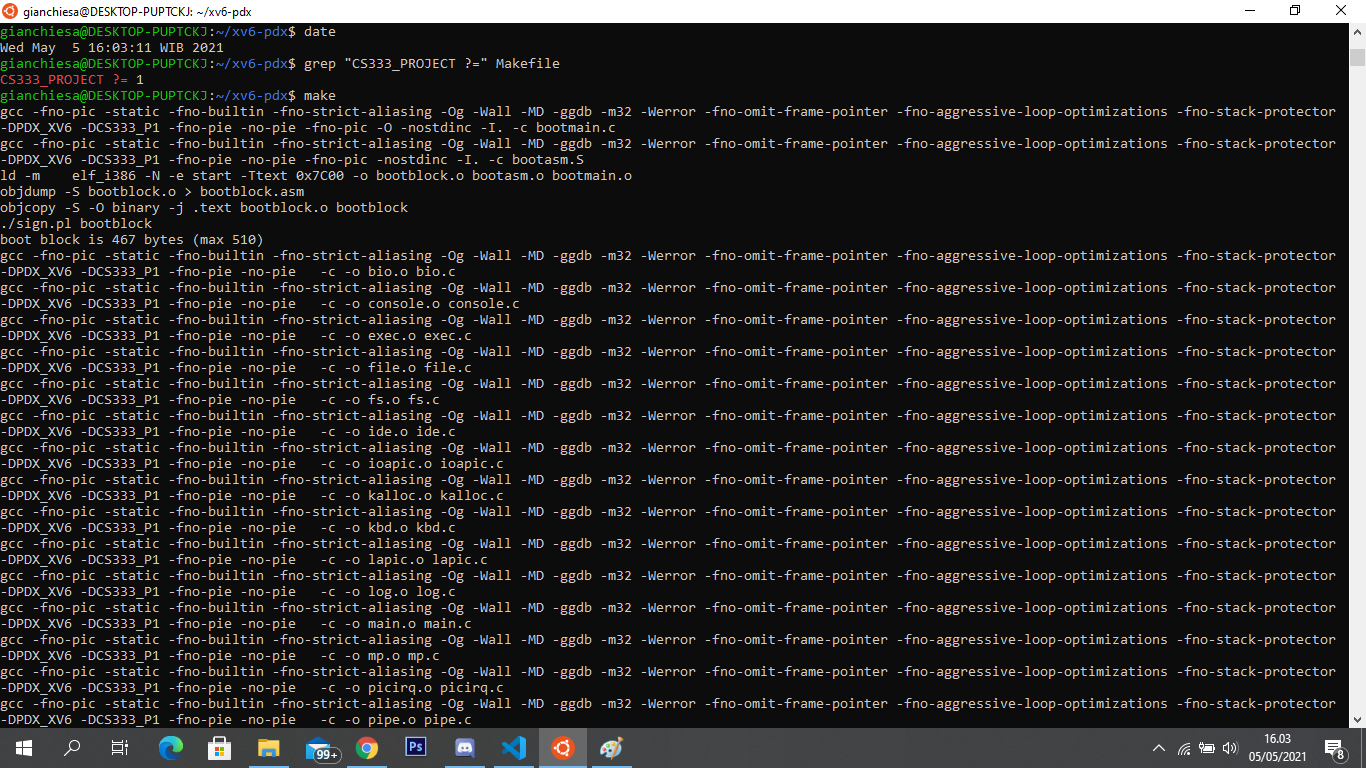 gianchiesa@DESKTOP-PUPTCKJ: ~/xv6-pdx
gianchiesa@DESKTOP-PUPTCKJ:~/xv6-pdx$ date
Wed May  5 16:03:11 WIB 2021
gianchiesa@DESKTOP-PUPTCKJ:~/xv6-pdx$ grep "CS333_PROJECT ?=" Makefile
CS333_PROJECT ?= 1
gianchiesa@DESKTOP-PUPTCKJ:~/xv6-pdx$ make
gcc -fno-pic -static -fno-builtin -fno-strict-aliasing -Og -Wall -MD -ggdb -m32 -Werror -fno-omit-frame-pointer -fno-aggressive-loop-optimizations -fno-stack-protector
-DPDX_XV6 -DCS333_P1 -fno-pie -no-pie -fno-pic -O -nostdinc -I. -c bootmain.c
gcc -fno-pic -static -fno-builtin -fno-strict-aliasing -Og -Wall -MD -ggdb -m32 -Werror -fno-omit-frame-pointer -fno-aggressive-loop-optimizations -fno-stack-protector
-DPDX_XV6 -DCS333_P1 -fno-pie -no-pie -fno-pic -nostdinc -I. -c bootasm.S
ld -m    elf_i386 -N -e start -Ttext 0x7C00 -o bootblock.o bootasm.o bootmain.o
objdump -S bootblock.o > bootblock.asm
objcopy -S -O binary -j .text bootblock.o bootblock
./sign.pl bootblock
boot block is 467 bytes (max 510)
gcc -fno-pic -static -fno-builtin -fno-strict-aliasing -Og -Wall -MD -ggdb -m32 -Werror -fno-omit-frame-pointer -fno-aggressive-loop-optimizations -fno-stack-protector
-DPDX_XV6 -DCS333_P1 -fno-pie -no-pie   -c -o bio.o bio.c
gcc -fno-pic -static -fno-builtin -fno-strict-aliasing -Og -Wall -MD -ggdb -m32 -Werror -fno-omit-frame-pointer -fno-aggressive-loop-optimizations -fno-stack-protector
-DPDX_XV6 -DCS333_P1 -fno-pie -no-pie   -c -o console.o console.c
gcc -fno-pic -static -fno-builtin -fno-strict-aliasing -Og -Wall -MD -ggdb -m32 -Werror -fno-omit-frame-pointer -fno-aggressive-loop-optimizations -fno-stack-protector
-DPDX_XV6 -DCS333_P1 -fno-pie -no-pie   -c -o exec.o exec.c
gcc -fno-pic -static -fno-builtin -fno-strict-aliasing -Og -Wall -MD -ggdb -m32 -Werror -fno-omit-frame-pointer -fno-aggressive-loop-optimizations -fno-stack-protector
-DPDX_XV6 -DCS333_P1 -fno-pie -no-pie   -c -o file.o file.c
gcc -fno-pic -static -fno-builtin -fno-strict-aliasing -Og -Wall -MD -ggdb -m32 -Werror -fno-omit-frame-pointer -fno-aggressive-loop-optimizations -fno-stack-protector
-DPDX_XV6 -DCS333_P1 -fno-pie -no-pie   -c -o fs.o fs.c
gcc -fno-pic -static -fno-builtin -fno-strict-aliasing -Og -Wall -MD -ggdb -m32 -Werror -fno-omit-frame-pointer -fno-aggressive-loop-optimizations -fno-stack-protector
-DPDX_XV6 -DCS333_P1 -fno-pie -no-pie   -c -o ide.o ide.c
gcc -fno-pic -static -fno-builtin -fno-strict-aliasing -Og -Wall -MD -ggdb -m32 -Werror -fno-omit-frame-pointer -fno-aggressive-loop-optimizations -fno-stack-protector
-DPDX_XV6 -DCS333_P1 -fno-pie -no-pie   -c -o ioapic.o ioapic.c
gcc -fno-pic -static -fno-builtin -fno-strict-aliasing -Og -Wall -MD -ggdb -m32 -Werror -fno-omit-frame-pointer -fno-aggressive-loop-optimizations -fno-stack-protector
-DPDX_XV6 -DCS333_P1 -fno-pie -no-pie   -c -o kalloc.o kalloc.c
gcc -fno-pic -static -fno-builtin -fno-strict-aliasing -Og -Wall -MD -ggdb -m32 -Werror -fno-omit-frame-pointer -fno-aggressive-loop-optimizations -fno-stack-protector
-DPDX_XV6 -DCS333_P1 -fno-pie -no-pie   -c -o kbd.o kbd.c
gcc -fno-pic -static -fno-builtin -fno-strict-aliasing -Og -Wall -MD -ggdb -m32 -Werror -fno-omit-frame-pointer -fno-aggressive-loop-optimizations -fno-stack-protector
-DPDX_XV6 -DCS333_P1 -fno-pie -no-pie   -c -o lapic.o lapic.c
gcc -fno-pic -static -fno-builtin -fno-strict-aliasing -Og -Wall -MD -ggdb -m32 -Werror -fno-omit-frame-pointer -fno-aggressive-loop-optimizations -fno-stack-protector
-DPDX_XV6 -DCS333_P1 -fno-pie -no-pie   -c -o log.o log.c
gcc -fno-pic -static -fno-builtin -fno-strict-aliasing -Og -Wall -MD -ggdb -m32 -Werror -fno-omit-frame-pointer -fno-aggressive-loop-optimizations -fno-stack-protector
-DPDX_XV6 -DCS333_P1 -fno-pie -no-pie   -c -o main.o main.c
gcc -fno-pic -static -fno-builtin -fno-strict-aliasing -Og -Wall -MD -ggdb -m32 -Werror -fno-omit-frame-pointer -fno-aggressive-loop-optimizations -fno-stack-protector
-DPDX_XV6 -DCS333_P1 -fno-pie -no-pie   -c -o mp.o mp.c
gcc -fno-pic -static -fno-builtin -fno-strict-aliasing -Og -Wall -MD -ggdb -m32 -Werror -fno-omit-frame-pointer -fno-aggressive-loop-optimizations -fno-stack-protector
-DPDX_XV6 -DCS333_P1 -fno-pie -no-pie   -c -o picirq.o picirq.c
gcc -fno-pic -static -fno-builtin -fno-strict-aliasing -Og -Wall -MD -ggdb -m32 -Werror -fno-omit-frame-pointer -fno-aggressive-loop-optimizations -fno-stack-protector
-DPDX_XV6 -DCS333_P1 -fno-pie -no-pie   -c -o pipe.o pipe.c
99+
Ps
16.03
05/05/2021
8